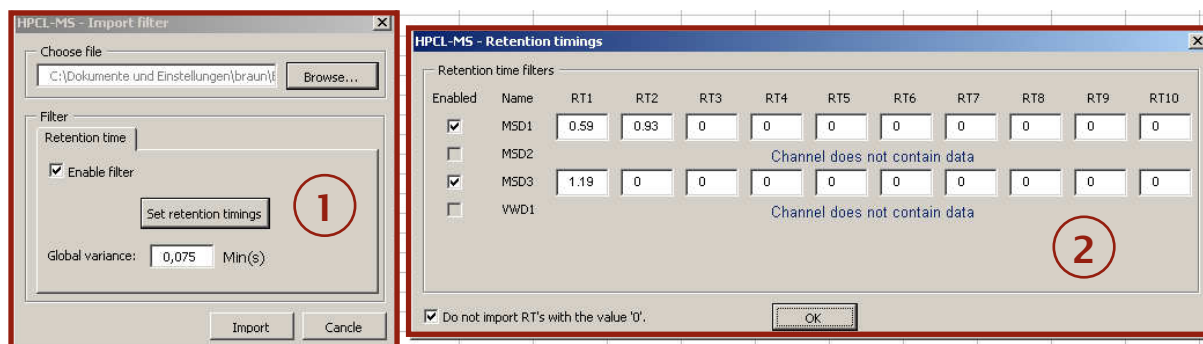 HPCL-MS - Import filter
Choose file
C:\Dokumente und Einstellungen\braun\
Browse...
Filter
Retention time
Enable filter
Set retention timings
1
Global variance: 0,075 Min(s)
Import Cancle
HPCL-MS - Retention timings
Retention time filters
Enabled Name RT1 RT2 RT3 RT4 RT5 RT6 RT7 RT8 RT9 RT10
MSD1 0.59 0.93 0 0 0 0 0 0 0 0
MSD2 Channel does not contain data
MSD3 1.19 0 0 0 0 0 0 0 0 0
VWD1 Channel does not contain data
2
Do not import RT's with the value '0'.
OK